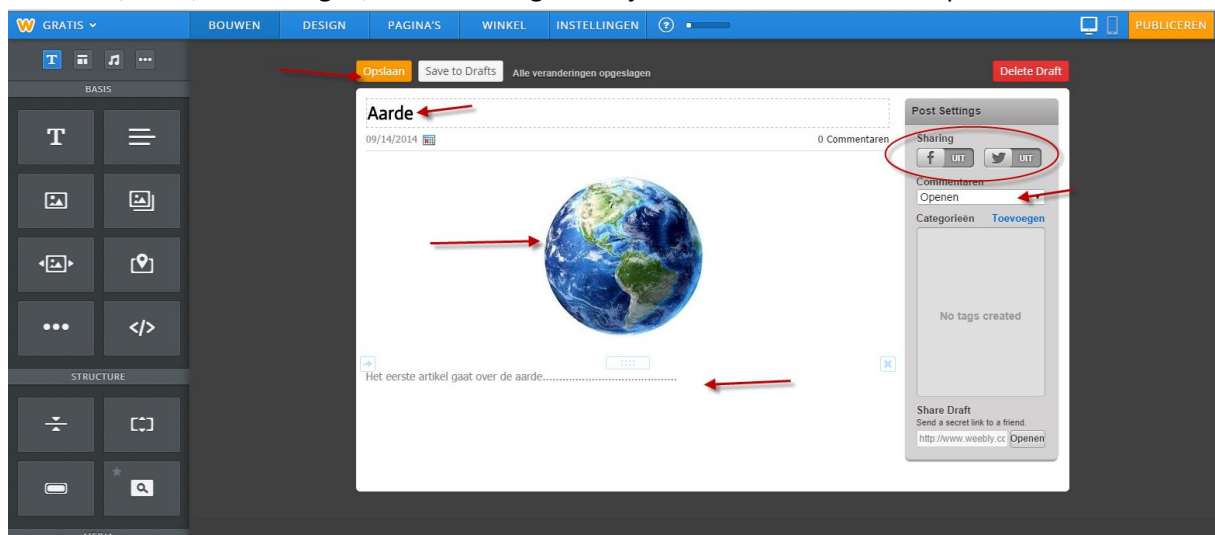 GRATIS BOUWEN DESIGN PAGINA'S WINKEL INSTELLINGEN ? PUBLICEREN
BASIS
Opslaan Save to Drafts Alle veranderingen opgeslagen Delete Draft
Aarde
09/14/2014 0 Commentaren
Post Settings
Sharing
UIT UIT
Commentaren
Openen
Categorieën Toevoegen
No tags created
Het eerste artikel gaat over de aarde......................................
STRUCTURE
Share Draft
Send a secret link to a friend.
http://www.weebly.cc Openen